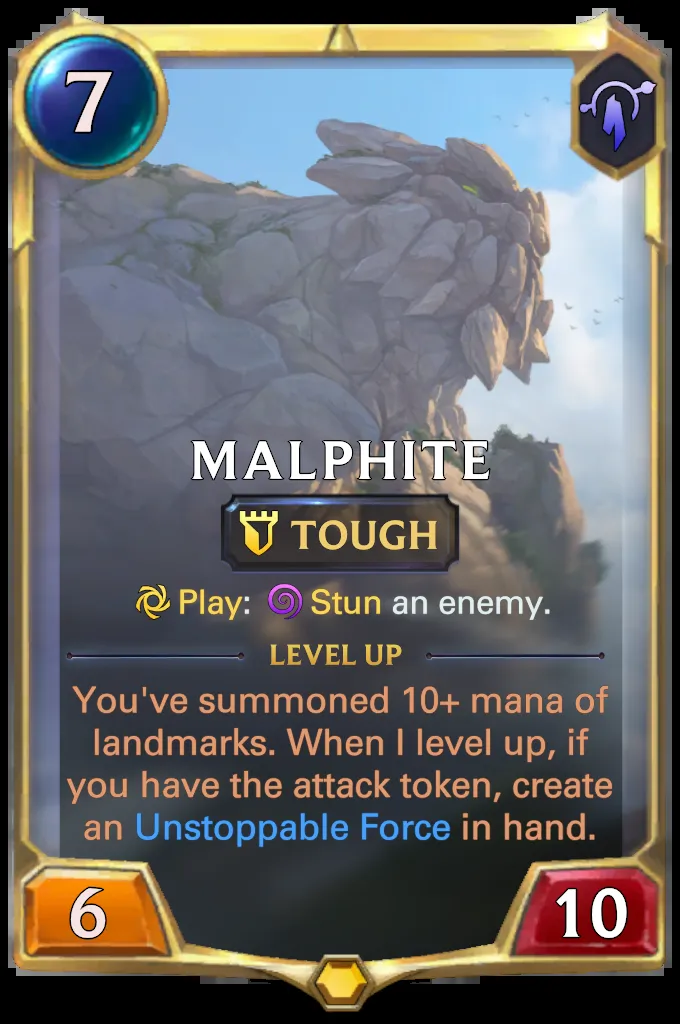 7
MALPHITE
TOUGH
Play: Stun an enemy.
LEVEL UP
You've summoned 10+ mana of
landmarks. When I level up, if
you have the attack token, create
an Unstoppable Force in hand.
6
10